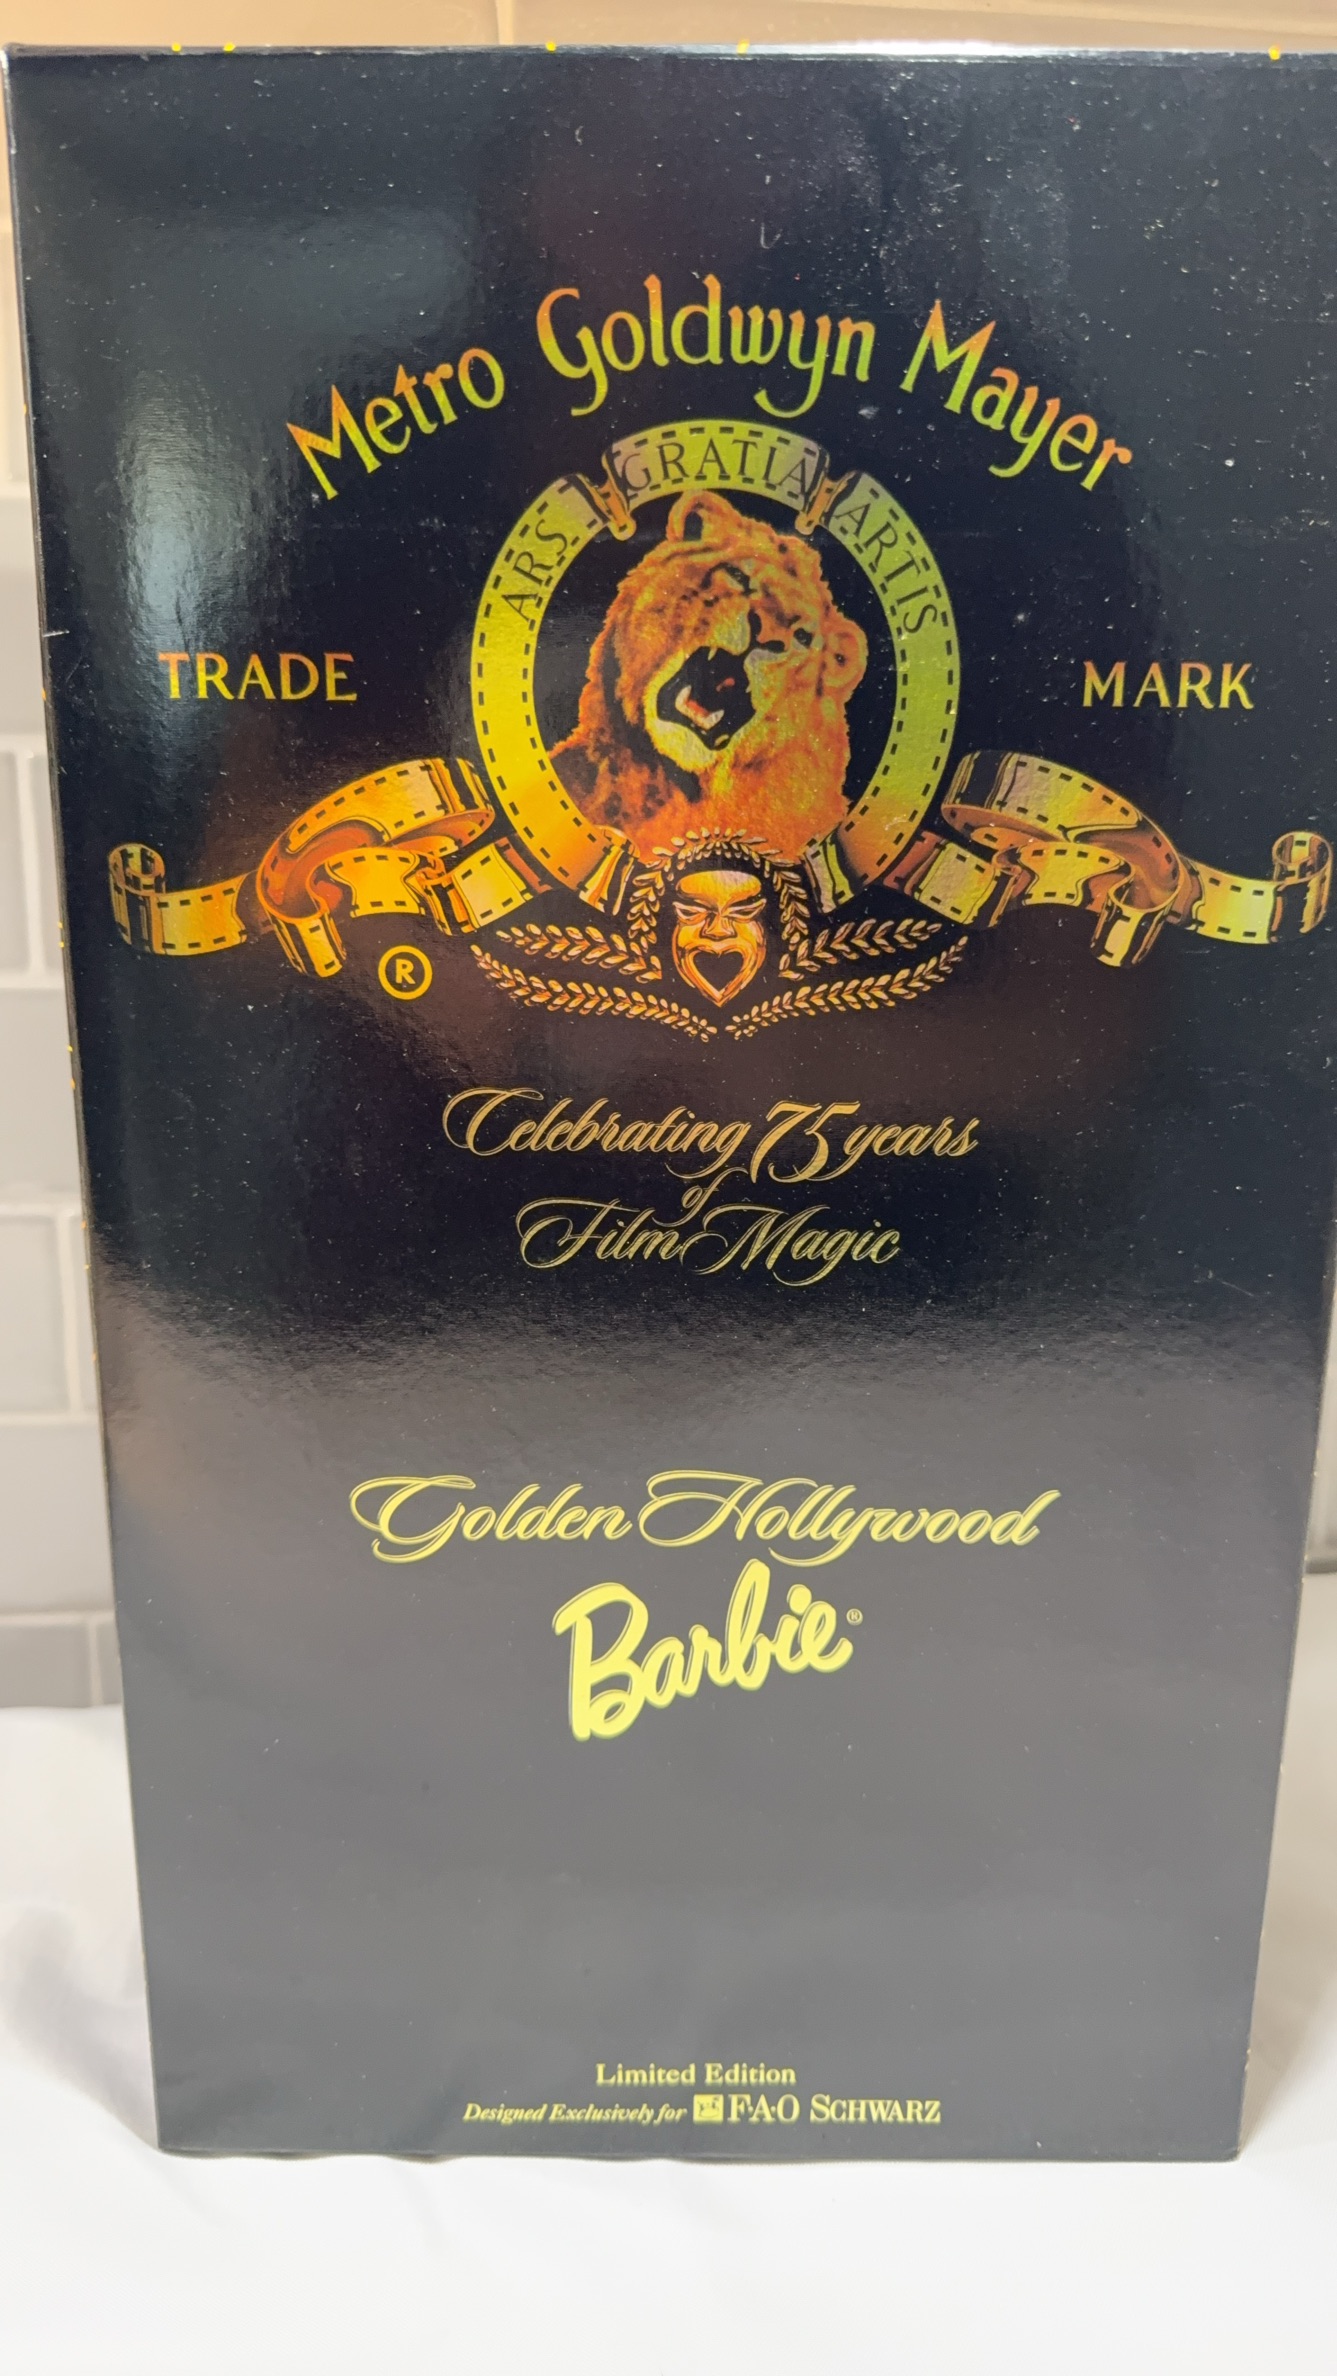 Metro Goldwyn Mayer
ARS GRATIA ARTIS
TRADE MARK
®
Celebrating 75 years
of
Film Magic
Golden Hollywood
Barbie®
Limited Edition
Designed Exclusively for F·A·O SCHWARZ